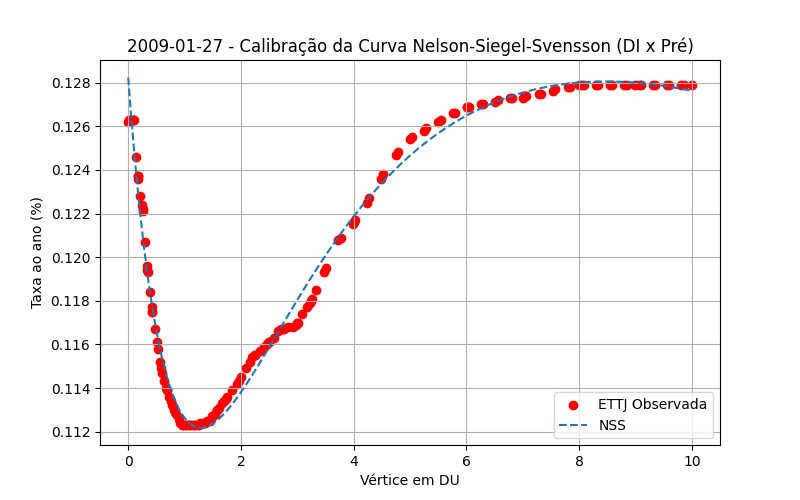 2009-01-27 - Calibração da Curva Nelson-Siegel-Svensson (DI x Pré)
Taxa ao ano (%)
0.128
0.126
0.124
0.122
0.120
0.118
0.116
0.114
0.112
ETTJ Observada
NSS
0 2 4 6 8 10
Vértice em DU